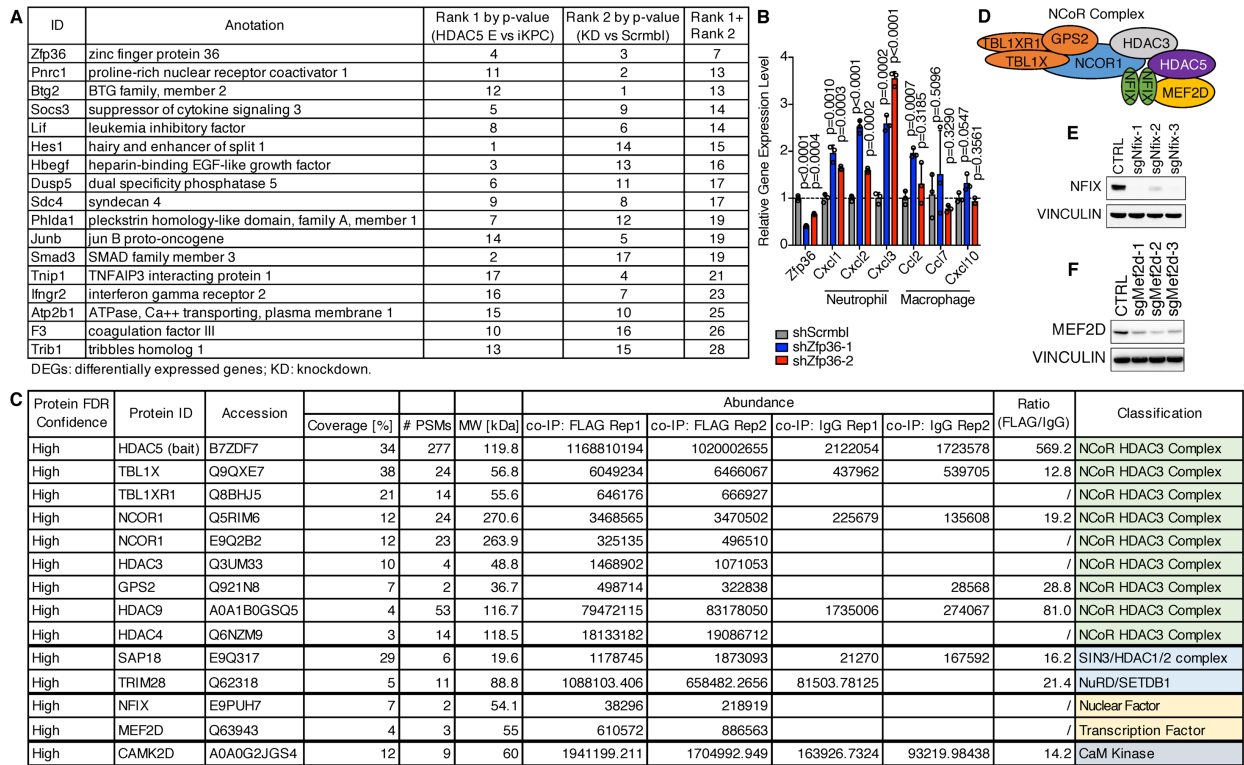 A
ID Anotation Rank 1 by p-value (HDAC5 E vs iKPC) Rank 2 by p-value (KD vs Scrmbl) Rank 1+ Rank 2
Zfp36 zinc finger protein 36 4 3 7
Pnrc1 proline-rich nuclear receptor coactivator 1 11 2 13
Btg2 BTG family, member 2 12 1 13
Socs3 suppressor of cytokine signaling 3 5 9 14
Lif leukemia inhibitory factor 8 6 14
Hes1 hairy and enhancer of split 1 1 14 15
Hbegf heparin-binding EGF-like growth factor 3 13 16
Dusp5 dual specificity phosphatase 5 6 11 17
Sdc4 syndecan 4 9 8 17
Phlda1 pleckstrin homology-like domain, family A, member 1 7 12 19
Junb jun B proto-oncogene 14 5 19
Smad3 SMAD family member 3 2 17 19
Tnip1 TNFAIP3 interacting protein 1 17 4 21
Ifngr2 interferon gamma receptor 2 16 7 23
Atp2b1 ATPase, Ca++ transporting, plasma membrane 1 15 10 25
F3 coagulation factor III 10 16 26
Trib1 tribbles homolog 1 13 15 28
DEGs: differentially expressed genes; KD: knockdown.
B
Relative Gene Expression Level
4
3
2
1
0
p<0.0001
p=0.0004
p=0.0010
p=0.0003
p<0.0001
p=0.0002
p=0.0002
p<0.0001
p=0.0007
p=0.3185
p=0.5096
p=0.3290
p=0.0547
p=0.3561
Zfp36 Cxcl1 Cxcl2 Cxcl3 Ccl2 Ccl7 Cxcl10
Neutrophil Macrophage
shScrmbl
shZfp36-1
shZfp36-2
D
NCoR Complex
TBL1XR1 GPS2 HDAC3
TBL1X NCOR1 HDAC5
NFIX NFIX MEF2D
E
CTRL sgNfix-1 sgNfix-2 sgNfix-3
NFIX
VINCULIN
F
CTRL sgMef2d-1 sgMef2d-2 sgMef2d-3
MEF2D
VINCULIN
C
Protein FDR Confidence Protein ID Accession Coverage [%] # PSMs MW [kDa] Abundance Ratio (FLAG/IgG) Classification
co-IP: FLAG Rep1 co-IP: FLAG Rep2 co-IP: IgG Rep1 co-IP: IgG Rep2
High HDAC5 (bait) B7ZDF7 34 277 119.8 1168810194 1020002655 2122054 1723578 569.2 NCoR HDAC3 Complex
High TBL1X Q9QXE7 38 24 56.8 6049234 6466067 437962 539705 12.8 NCoR HDAC3 Complex
High TBL1XR1 Q8BHJ5 21 14 55.6 646176 666927 / NCoR HDAC3 Complex
High NCOR1 Q5RIM6 12 24 270.6 3468565 3470502 225679 135608 19.2 NCoR HDAC3 Complex
High NCOR1 E9Q2B2 12 23 263.9 325135 496510 / NCoR HDAC3 Complex
High HDAC3 Q3UM33 10 4 48.8 1468902 1071053 / NCoR HDAC3 Complex
High GPS2 Q921N8 7 2 36.7 498714 322838 28568 28.8 NCoR HDAC3 Complex
High HDAC9 A0A1B0GSQ5 4 53 116.7 79472115 83178050 1735006 274067 81.0 NCoR HDAC3 Complex
High HDAC4 Q6NZM9 3 14 118.5 18133182 19086712 / NCoR HDAC3 Complex
High SAP18 E9Q317 29 6 19.6 1178745 1873093 21270 167592 16.2 SIN3/HDAC1/2 complex
High TRIM28 Q62318 5 11 88.8 1088103.406 658482.2656 81503.78125 21.4 NuRD/SETDB1
High NFIX E9PUH7 7 2 54.1 38296 218919 / Nuclear Factor
High MEF2D Q63943 4 3 55 610572 886563 / Transcription Factor
High CAMK2D A0A0G2JGS4 12 9 60 1941199.211 1704992.949 163926.7324 93219.98438 14.2 CaM Kinase